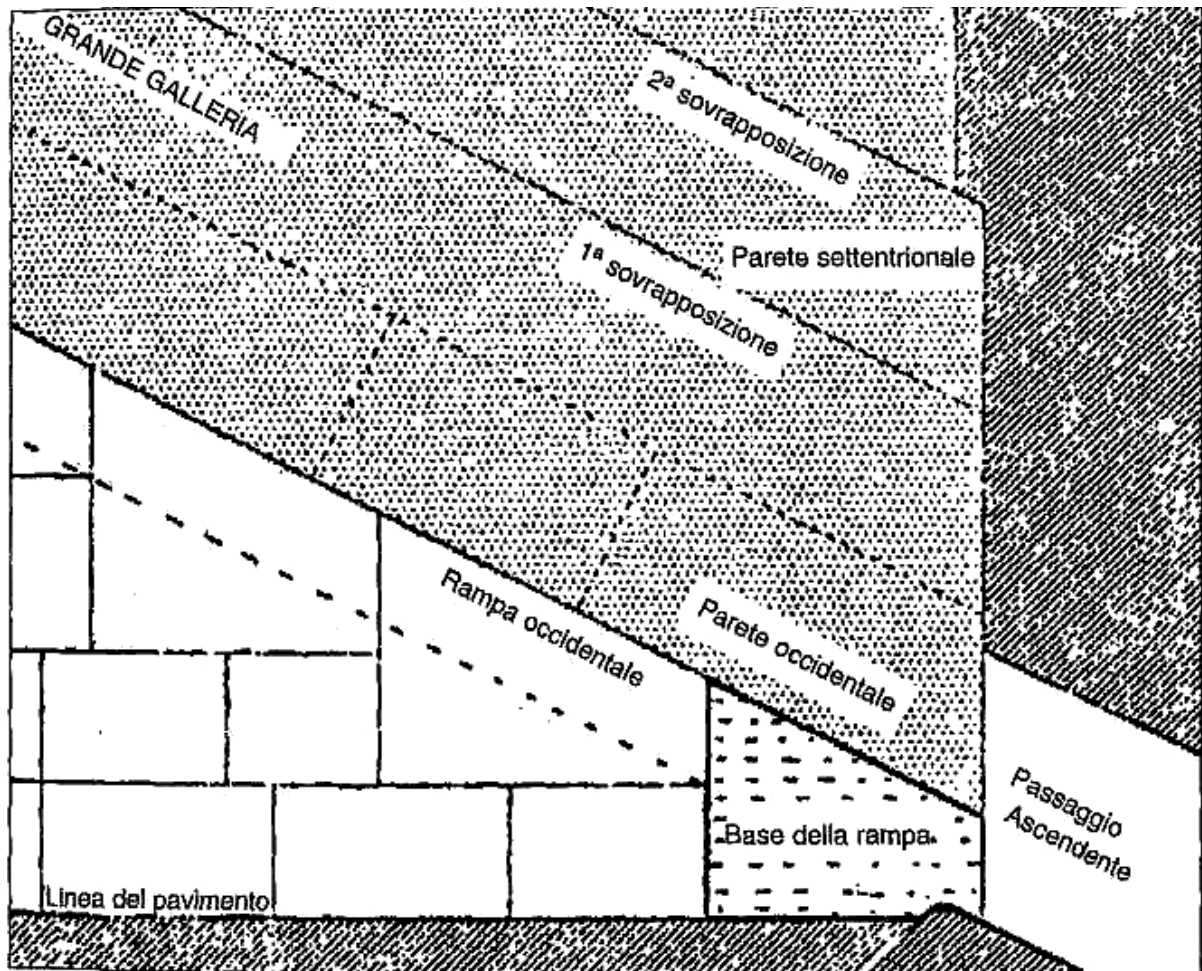 GRANDE GALLERIA
2ª sovrapposizione
Parete settentrionale
1ª sovrapposizione
Rampa occidentale
Parete occidentale
Passaggio
Ascendente
Base della rampa
Linea del pavimento